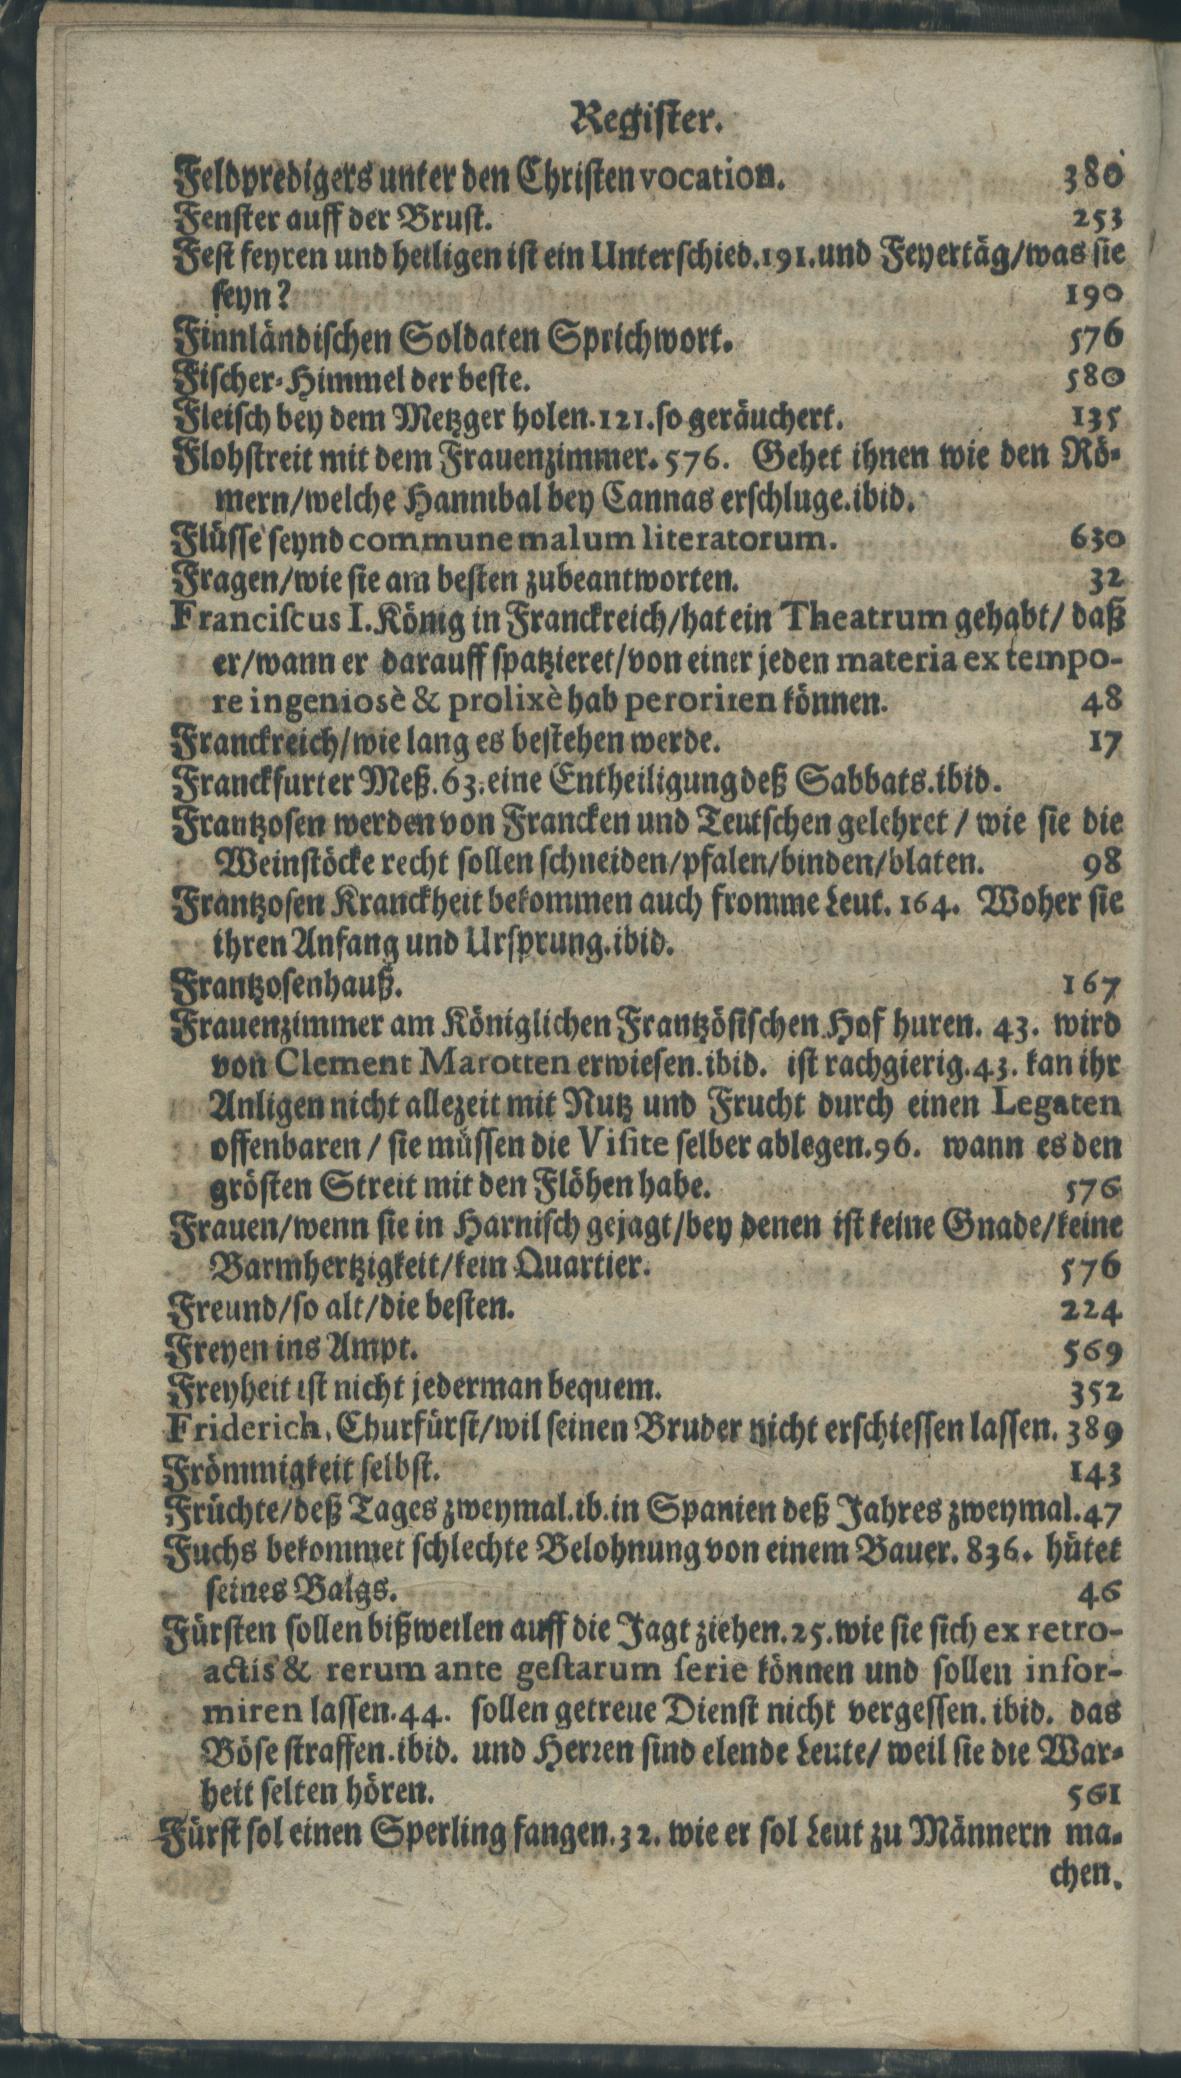 Register.
Feldpredigers unter den Christen vocation. 380
Fenster auff der Brust. 253
Fest feyren und heiligen ist ein Unterschied.191.und Feyertäg/was sie
seyn? 190
Finnländischen Soldaten Sprichwort. 576
Fischer-Himmel der beste. 580
Fleisch bey dem Metzger holen.121.so geräuchert. 135
Flohstreit mit dem Frauenzimmer.576. Gehet ihnen wie den Rö-
mern/welche Hannibal bey Cannas erschluge.ibid.
Flüsse seynd commune malum literatorum. 630
Fragen/wie sie am besten zubeantworten. 32
Franciscus I. König in Franckreich/hat ein Theatrum gehabt/ daß
er/wann er darauff spatzieret/von einer jeden materia ex tempo-
re ingeniosè & prolixè hab peroriren können. 48
Franckreich/wie lang es bestehen werde. 17
Franckfurter Meß.63.eine Entheiligung deß Sabbats.ibid.
Frantzosen werden von Francken und Teutschen gelehret / wie sie die
Weinstöcke recht sollen schneiden/pfalen/binden/blaten. 98
Frantzosen Kranckheit bekommen auch fromme Leut. 164. Woher sie
ihren Anfang und Ursprung.ibid.
Frantzosenhauß. 167
Frauenzimmer am Königlichen Frantzösischen Hof huren. 43. wird
von Clement Marotten erwiesen.ibid. ist rachgierig.43. kan ihr
Anligen nicht allezeit mit Nutz und Frucht durch einen Legaten
offenbaren / sie müssen die Visite selber ablegen.96. wann es den
grösten Streit mit den Flöhen habe. 576
Frauen/wenn sie in Harnisch gejagt/bey denen ist keine Gnade/keine
Barmhertzigkeit/kein Quartier. 576
Freund/so alt/die besten. 224
Freyen ins Ampt. 569
Freyheit ist nicht jederman bequem. 352
Friderich, Churfürst/wil seinen Bruder nicht erschiessen lassen. 389
Frömmigkeit selbst. 143
Früchte/deß Tages zweymal.ib.in Spanien deß Jahres zweymal.47
Fuchs bekommet schlechte Belohnung von einem Bauer. 836. hütet
seines Balgs. 46
Fürsten sollen bißweilen auff die Jagt ziehen.25.wie sie sich ex retro-
actis & rerum ante gestarum serie können und sollen infor-
miren lassen.44. sollen getreue Dienst nicht vergessen. ibid. das
Böse straffen.ibid. und Herren sind elende Leute/ weil sie die War-
heit selten hören. 561
Fürst sol einen Sperling fangen.32. wie er sol Leut zu Männern ma-
chen.